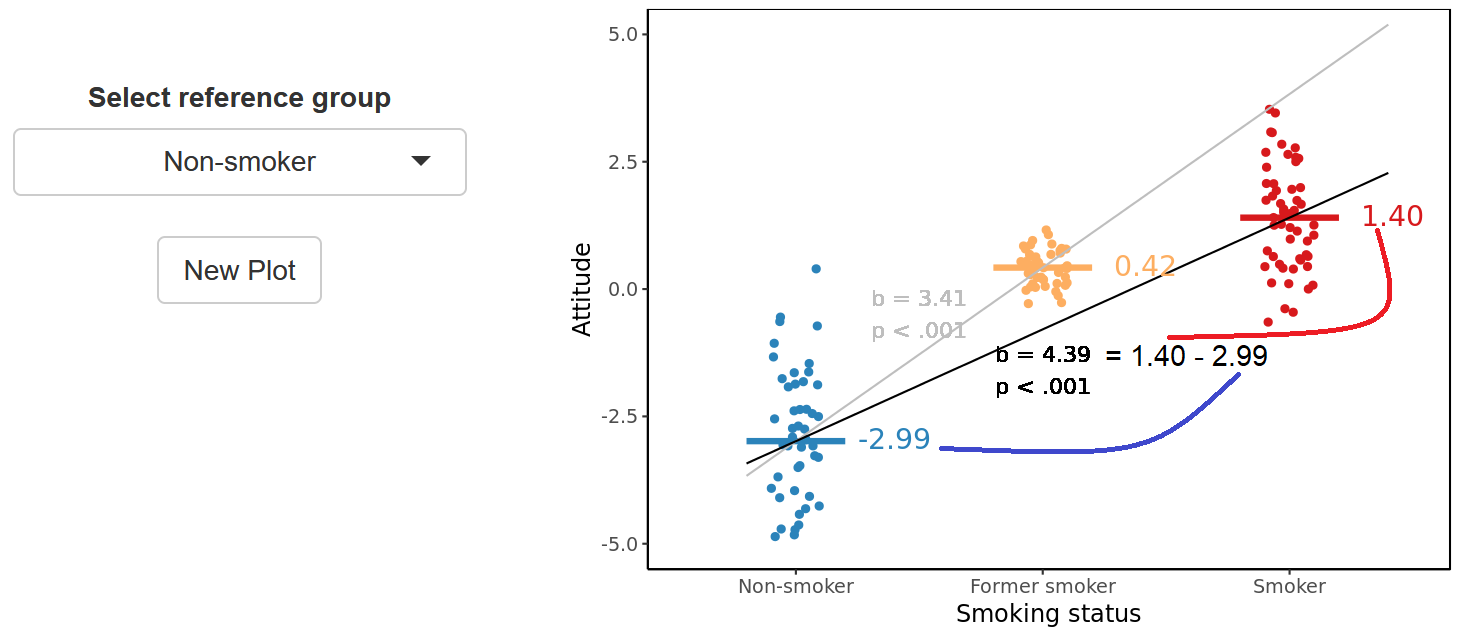 Select reference group
Non-smoker
New Plot
Attitude
5.0
2.5
0.0
-2.5
-5.0
1.40
0.42
b = 3.41
p < .001
b = 4.39 = 1.40 - 2.99
p < .001
-2.99
Non-smoker Former smoker Smoker
Smoking status